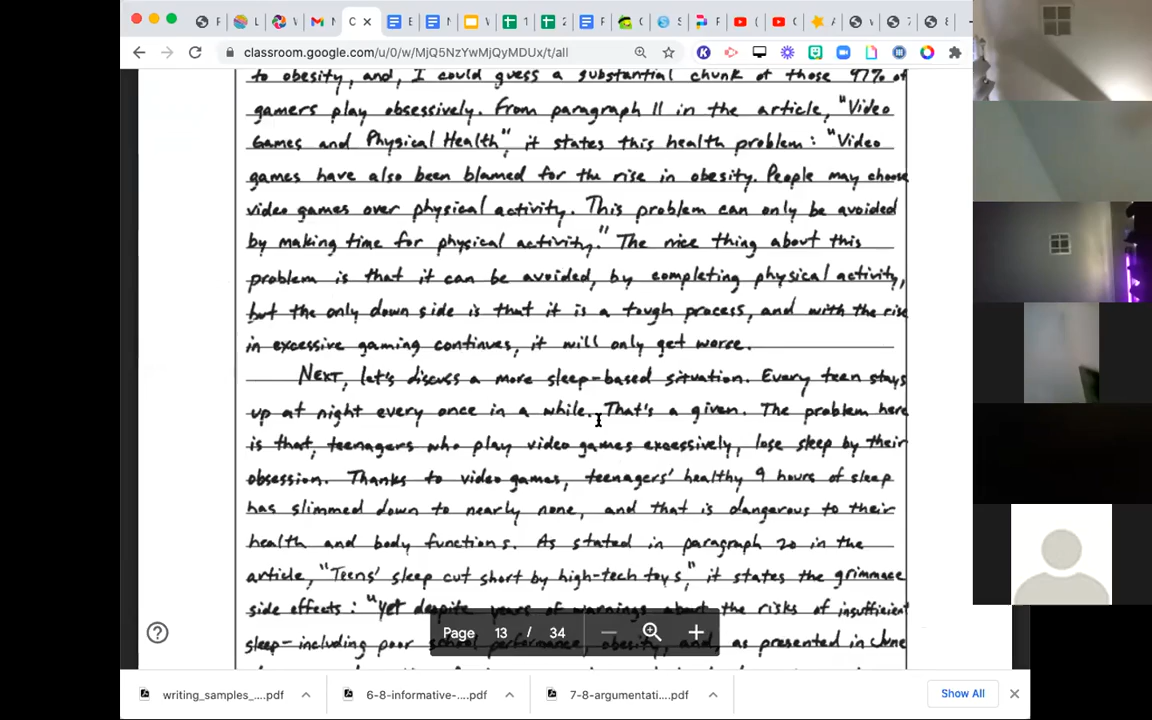 classroom.google.com/u/0/w/MjQ5NzYwMjQyMDUx/t/all
to obesity, and, I could guess a substantial chunk of those 97% of
gamers play obsessively. From paragraph 11 in the article, "Video
Games and Physical Health", it states this health problem: "Video
games have also been blamed for the rise in obesity. People may choose
video games over physical activity. This problem can only be avoided
by making time for physical activity." The nice thing about this
problem is that it can be avoided, by completing physical activity,
but the only down side is that it is a tough process, and with the rise
in excessive gaming continues, it will only get worse.
NEXT, let's discuss a more sleep-based situation. Every teen stays
up at night every once in a while. That's a given. The problem here
is that, teenagers who play video games excessively, lose sleep by their
obsession. Thanks to video games, teenagers' healthy 9 hours of sleep
has slimmed down to nearly none, and that is dangerous to their
health and body functions. As stated in paragraph 20 in the
article, "Teens' sleep cut short by high-tech toys," it states the grimmace
side effects: "Yet despite years of warnings about the risks of insufficient
sleep-including poor school performance, obesity, and, as presented in June
Page 13 / 34
writing_samples_....pdf
6-8-informative-....pdf
7-8-argumentati....pdf
Show All